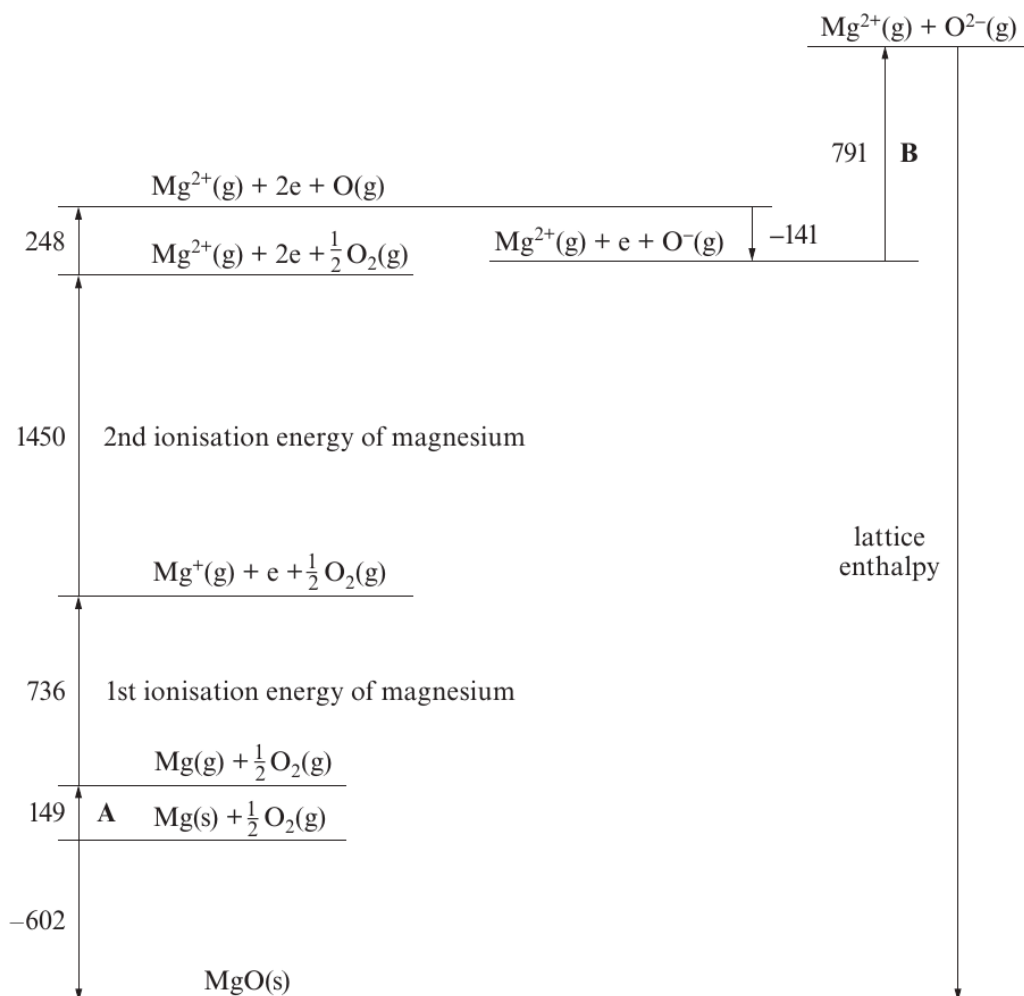 Mg²⁺(g) + O²⁻(g)
791 B
Mg²⁺(g) + 2e + O(g)
248
Mg²⁺(g) + 2e + ½O₂(g)
Mg²⁺(g) + e + O⁻(g)
–141
1450 2nd ionisation energy of magnesium
lattice
enthalpy
Mg⁺(g) + e + ½O₂(g)
736 1st ionisation energy of magnesium
Mg(g) + ½O₂(g)
149 A Mg(s) + ½O₂(g)
–602
MgO(s)